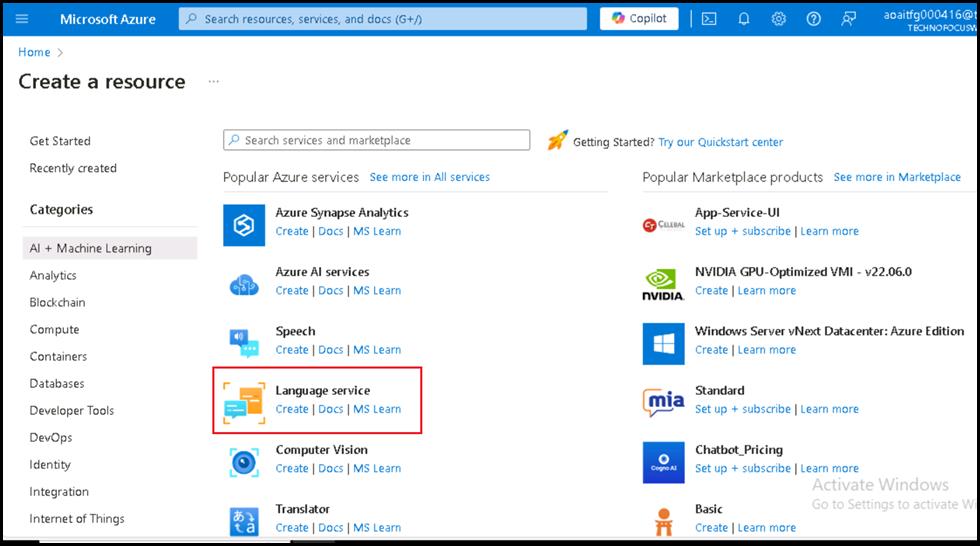 Microsoft Azure
Search resources, services, and docs (G+/)
Copilot
Home
Create a resource
...
Get Started
Recently created
Categories
AI + Machine Learning
Analytics
Blockchain
Compute
Containers
Databases
Developer Tools
DevOps
Identity
Integration
Internet of Things
Search services and marketplace
Getting Started? Try our Quickstart center
Popular Azure services See more in All services
Azure Synapse Analytics
Create | Docs | MS Learn
Azure AI services
Create | Docs | MS Learn
Speech
Create | Docs | MS Learn
Language service
Create | Docs | MS Learn
Computer Vision
Create | Docs | MS Learn
Translator
Create | Docs | MS Learn
Popular Marketplace products See more in Marketplace
CELEBAL
App-Service-UI
Set up + subscribe | Learn more
NVIDIA.
NVIDIA GPU-Optimized VMI - v22.06.0
Create | Learn more
Windows Server vNext Datacenter: Azure Edition
Create | Learn more
mia
Standard
Set up + subscribe | Learn more
Cogno AI
Chatbot_Pricing
Set up + subscribe | Learn more
Basic
Create | Learn more
Activate Windows
Go to Settings to activate